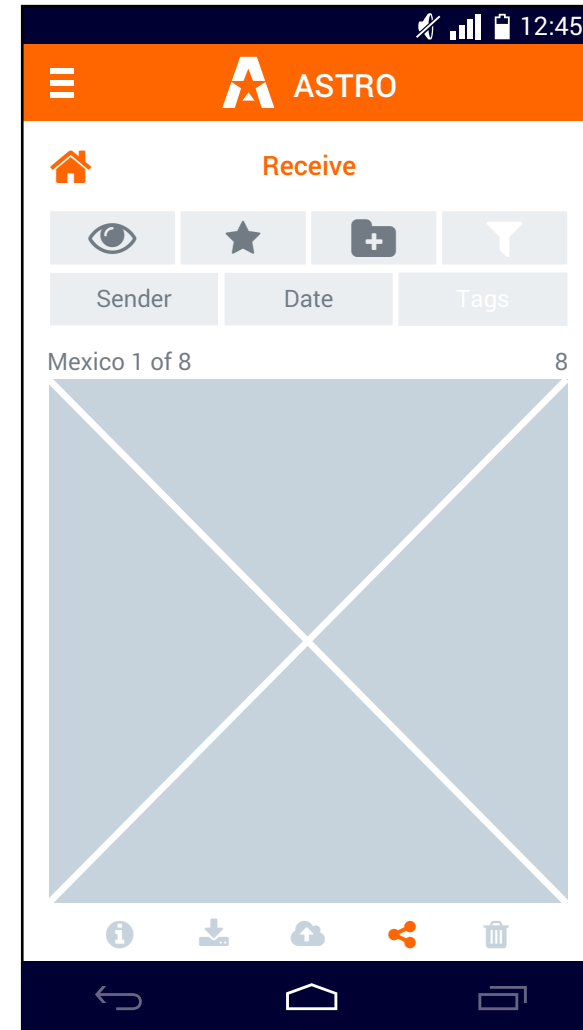 12:45
ASTRO
Receive
Sender Date Tags
Mexico 1 of 8 8